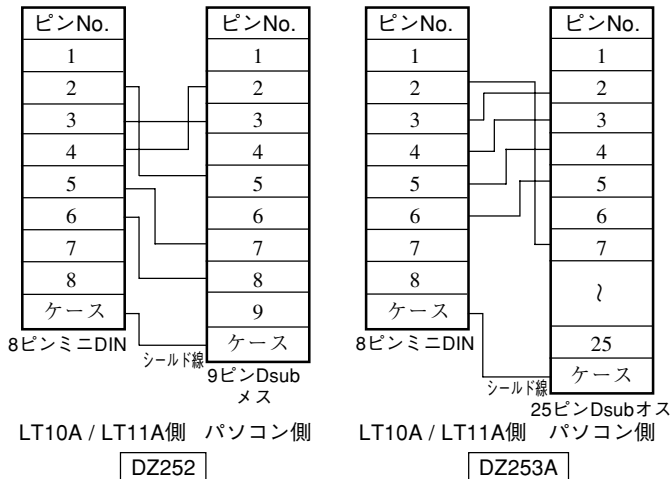 ピンNo.
1
2
3
4
5
6
7
8
ケース
8ピンミニDIN
ピンNo.
1
2
3
4
5
6
7
8
9
ケース
シールド線
9ピンDsub
メス
LT10A / LT11A側 パソコン側
DZ252
ピンNo.
1
2
3
4
5
6
7
8
ケース
8ピンミニDIN
ピンNo.
1
2
3
4
5
6
7
~
25
ケース
シールド線
25ピンDsubオス
LT10A / LT11A側 パソコン側
DZ253A